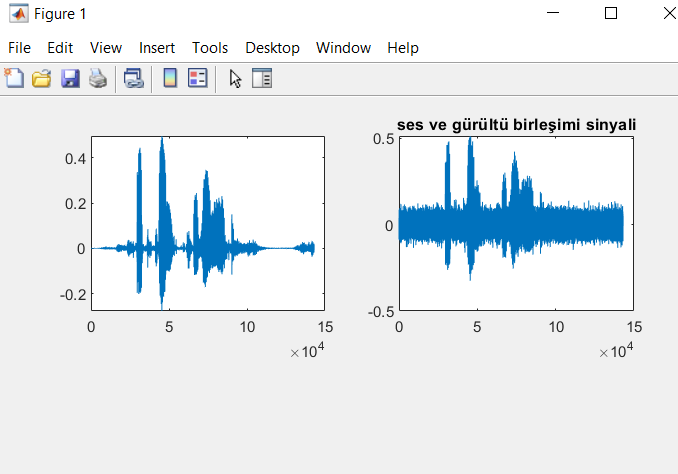 Figure 1
File Edit View Insert Tools Desktop Window Help
ses ve gürültü birleşimi sinyali
0.4
0.2
0
-0.2
0 5 10 15
×10^4
0.5
0
-0.5
0 5 10 15
×10^4